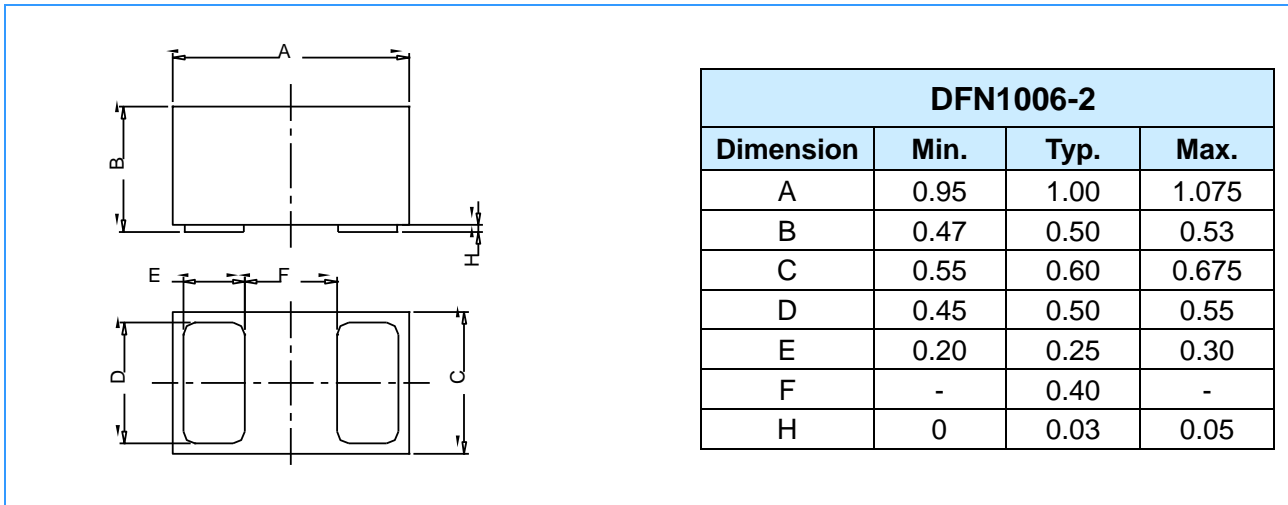 A
B
H
E F
D
C
DFN1006-2
Dimension Min. Typ. Max.
A 0.95 1.00 1.075
B 0.47 0.50 0.53
C 0.55 0.60 0.675
D 0.45 0.50 0.55
E 0.20 0.25 0.30
F - 0.40 -
H 0 0.03 0.05